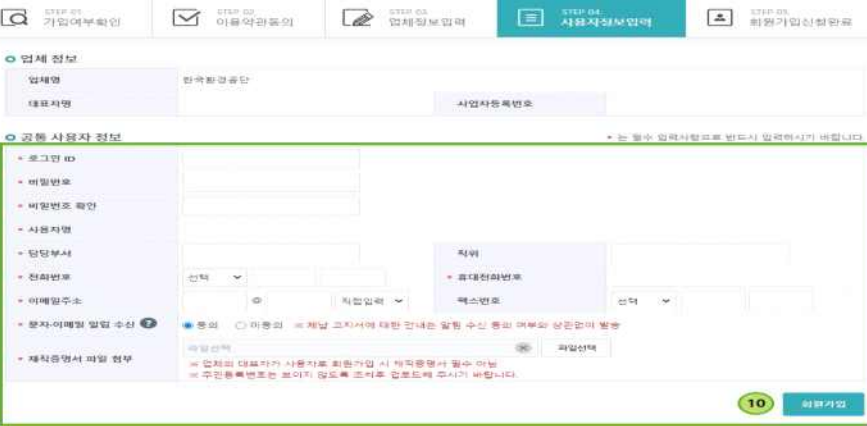 STEP 01. 가입여부확인
STEP 02. 이용약관동의
STEP 03. 업체정보입력
STEP 04. 사용자정보입력
STEP 05. 회원가입신청완료
업체 정보
업체명 한국환경공단
대표자명 사업자등록번호
공통 사용자 정보 * 는 필수 입력사항으로 반드시 입력하시기 바랍니다.
* 로그인 ID
* 비밀번호
* 비밀번호 확인
* 사용자명
* 담당부서 직위
* 전화번호 선택 * 휴대전화번호
* 이메일주소 @ 직접입력 팩스번호 선택
* 문자·이메일 알림 수신 ? 동의 미동의 ※ 체납 고지서에 대한 안내는 알림 수신 동의 여부와 상관없이 발송
* 재직증명서 파일 첨부 파일선택 파일선택
※ 업체의 대표자가 사용자로 회원가입 시 재직증명서 필수 아님
※ 주민등록번호는 보이지 않도록 조치후 업로드해 주시기 바랍니다.
10 회원가입